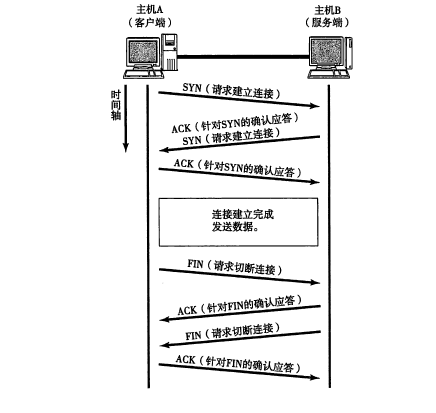 主机A
（客户端）
主机B
（服务端）
时间轴
SYN（请求建立连接）
ACK（针对SYN的确认应答）
SYN（请求建立连接）
ACK（针对SYN的确认应答）
连接建立完成
发送数据。
FIN（请求切断连接）
ACK（针对FIN的确认应答）
FIN（请求切断连接）
ACK（针对FIN的确认应答）